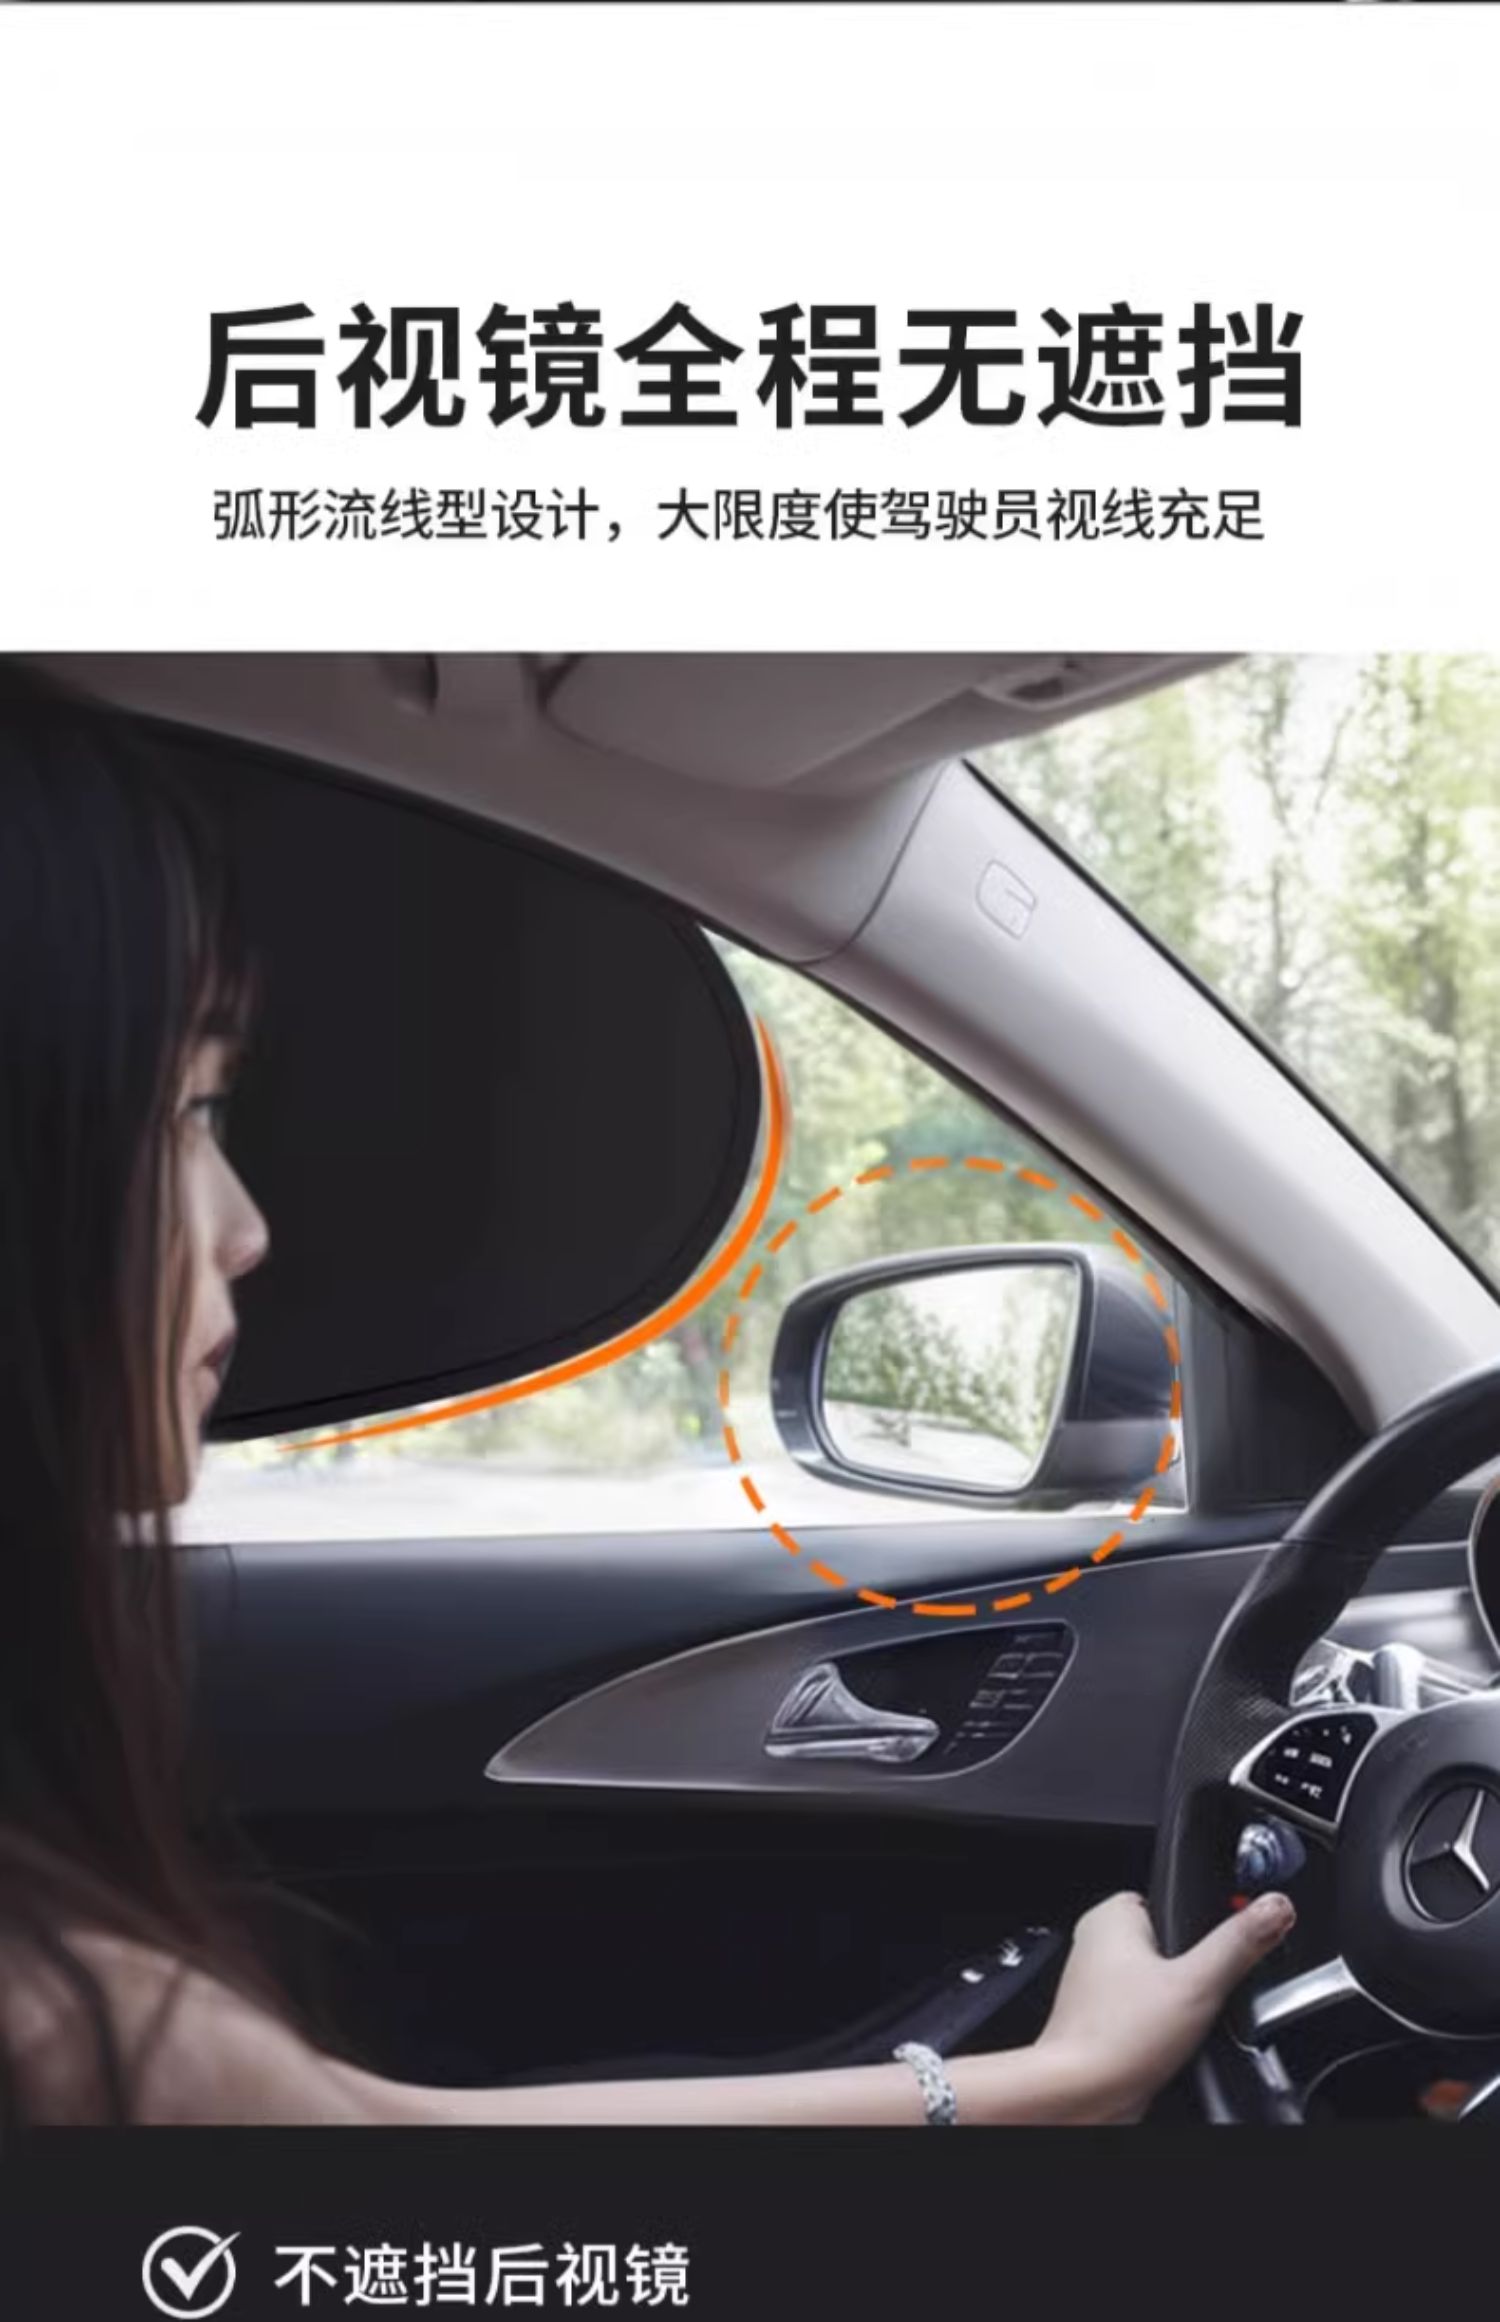 后视镜全程无遮挡
弧形流线型设计，大限度使驾驶员视线充足
不遮挡后视镜